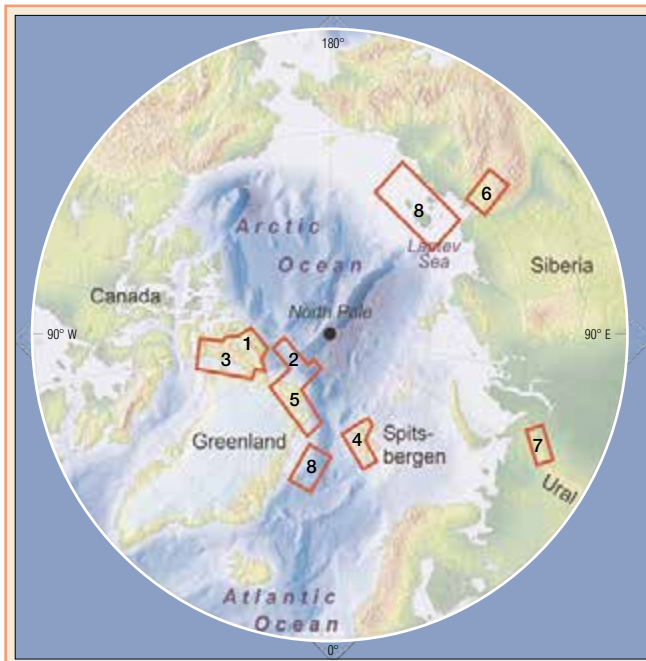 180°
6
8
Arctic
Laptev
Sea
Ocean
Siberia
Canada
North Pole
90° W
90° E
1
3
2
5
4
Spits-
bergen
Greenland
7
8
Ural
Atlantic
Ocean
0°